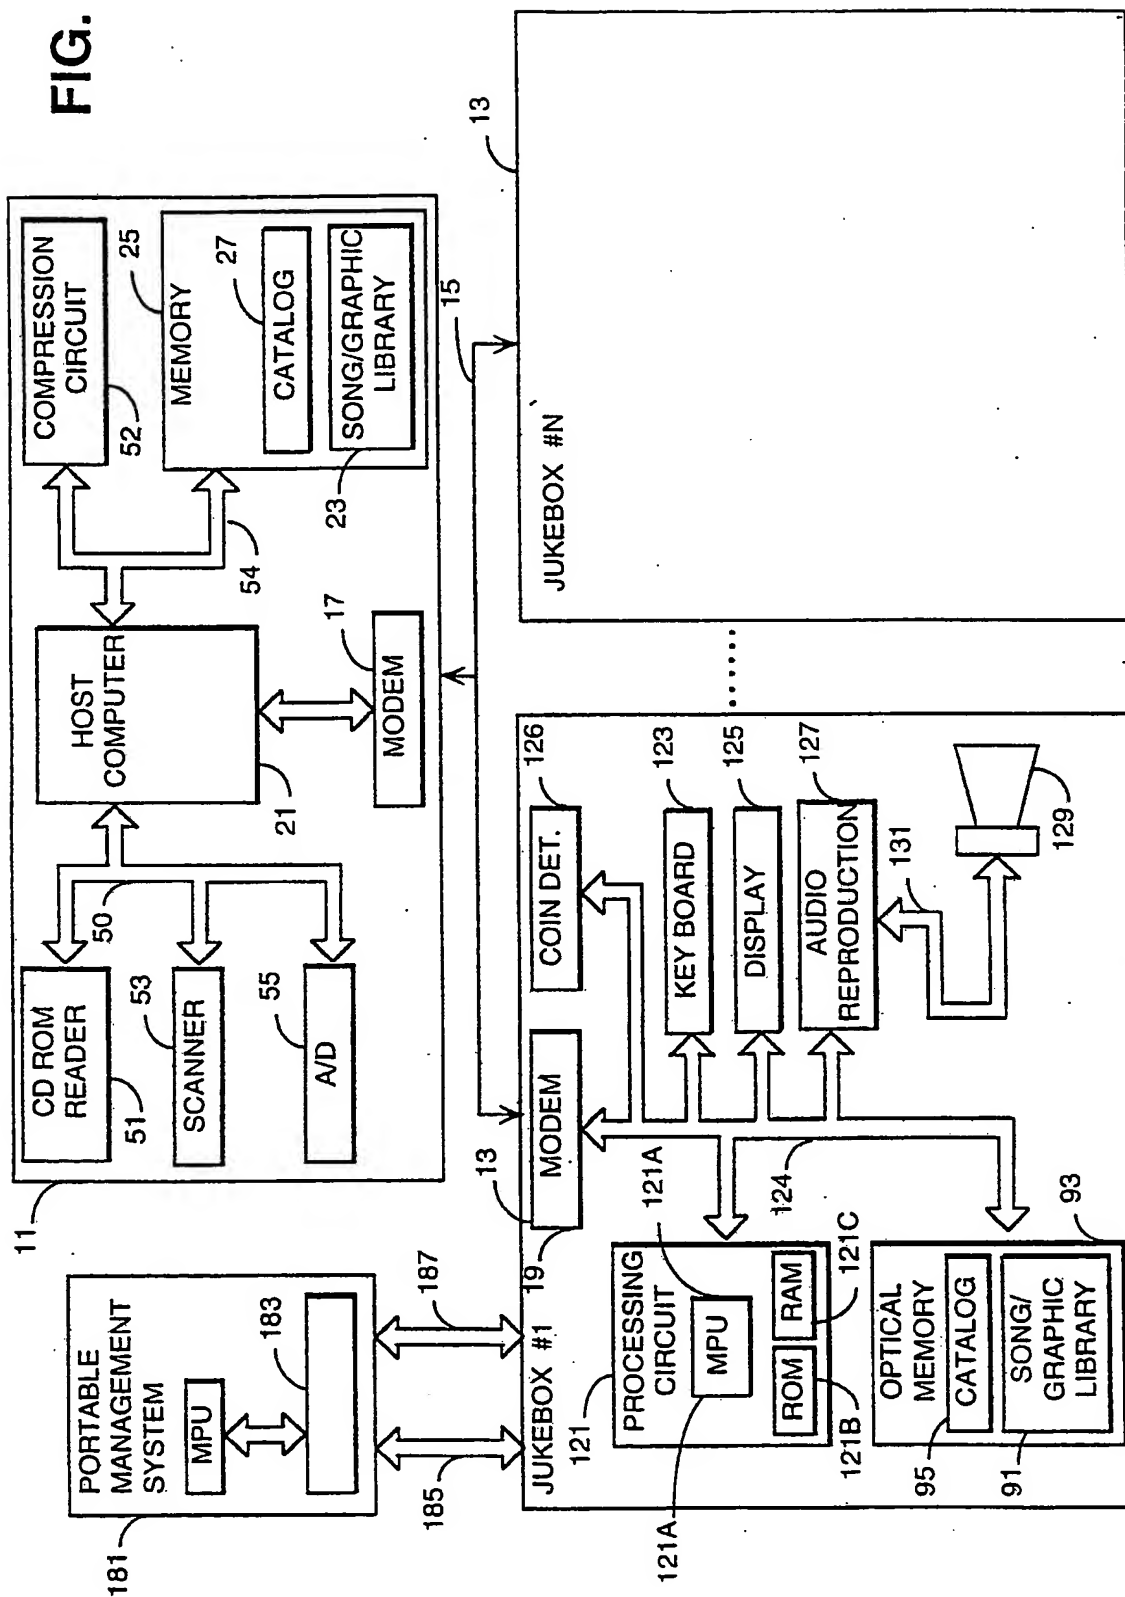 FIG.
11
CD ROM
READER
51
SCANNER
53
A/D
55
50
HOST
COMPUTER
21
MODEM
17
54
COMPRESSION
CIRCUIT
52
MEMORY
25
CATALOG
27
SONG/GRAPHIC
LIBRARY
23
15
PORTABLE
MANAGEMENT
SYSTEM
MPU
183
181
185
187
JUKEBOX #1
19
13
MODEM
COIN DET.
126
PROCESSING
CIRCUIT
121
MPU
121A
121A
ROM
RAM
121B
121C
KEY BOARD
123
DISPLAY
125
AUDIO
REPRODUCTION
127
131
129
124
OPTICAL
MEMORY
93
CATALOG
95
SONG/
GRAPHIC
LIBRARY
91
......
JUKEBOX #N
13